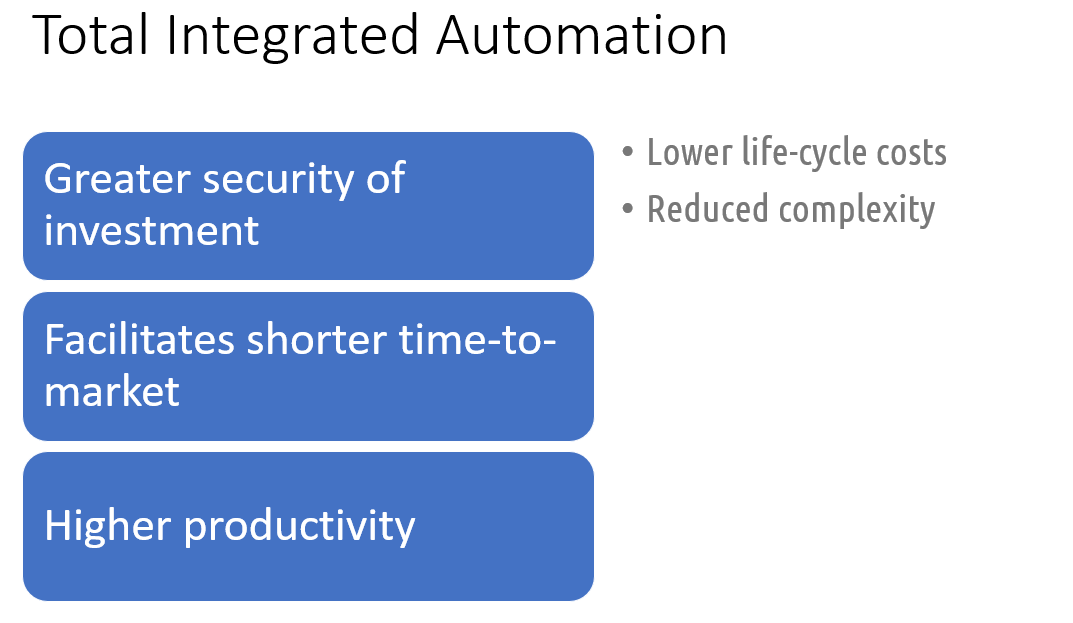 Total Integrated Automation
Greater security of
investment
Facilitates shorter time-to-
market
Higher productivity
• Lower life-cycle costs
• Reduced complexity